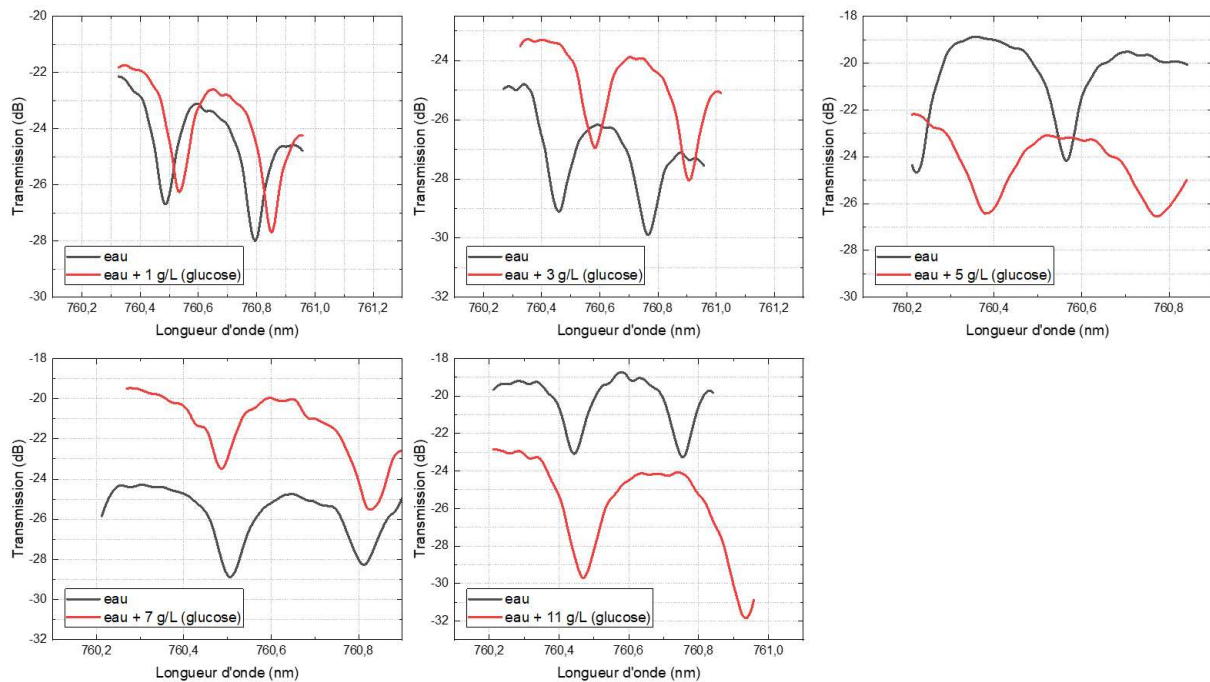 -20
-22
-24
-26
-28
-30
Transmission (dB)
eau
eau + 1 g/L (glucose)
760,2 760,4 760,6 760,8 761,0 761,2
Longueur d'onde (nm)
-24
-26
-28
-30
-32
Transmission (dB)
eau
eau + 3 g/L (glucose)
760,2 760,4 760,6 760,8 761,0 761,2
Longueur d'onde (nm)
-18
-20
-22
-24
-26
-28
-30
Transmission (dB)
eau
eau + 5 g/L (glucose)
760,2 760,4 760,6 760,8
Longueur d'onde (nm)
-18
-20
-22
-24
-26
-28
-30
-32
Transmission (dB)
eau
eau + 7 g/L (glucose)
760,2 760,4 760,6 760,8
Longueur d'onde (nm)
-18
-20
-22
-24
-26
-28
-30
-32
Transmission (dB)
eau
eau + 11 g/L (glucose)
760,2 760,4 760,6 760,8 761,0
Longueur d'onde (nm)